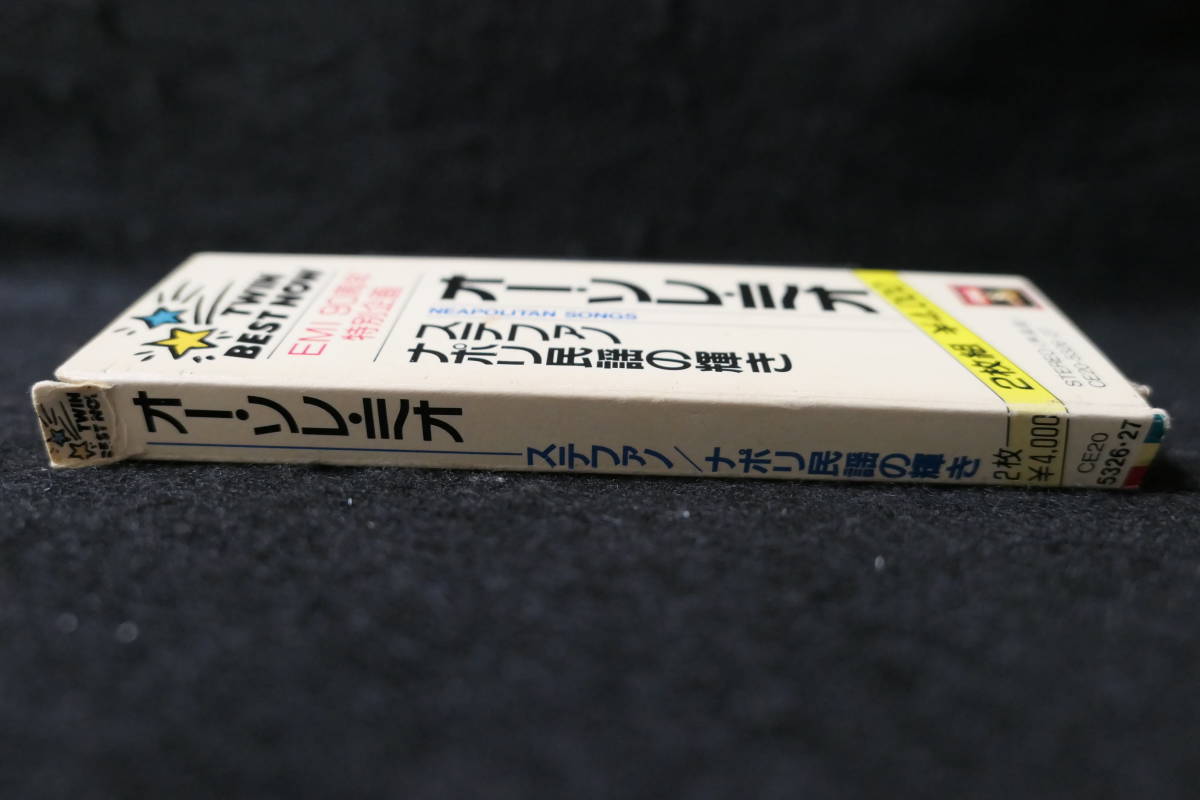 TWIN
BEST NOW
EMI 90周年
特別企画
オー・ソレ・ミオ
NEAPOLITAN SONGS
ステファン
ナポリ民謡の輝き
2枚組
TWIN
BEST NOW
オー・ソレ・ミオ
ステファン/ナポリ民謡の輝き
2枚
¥4,000
CE20
5326・27